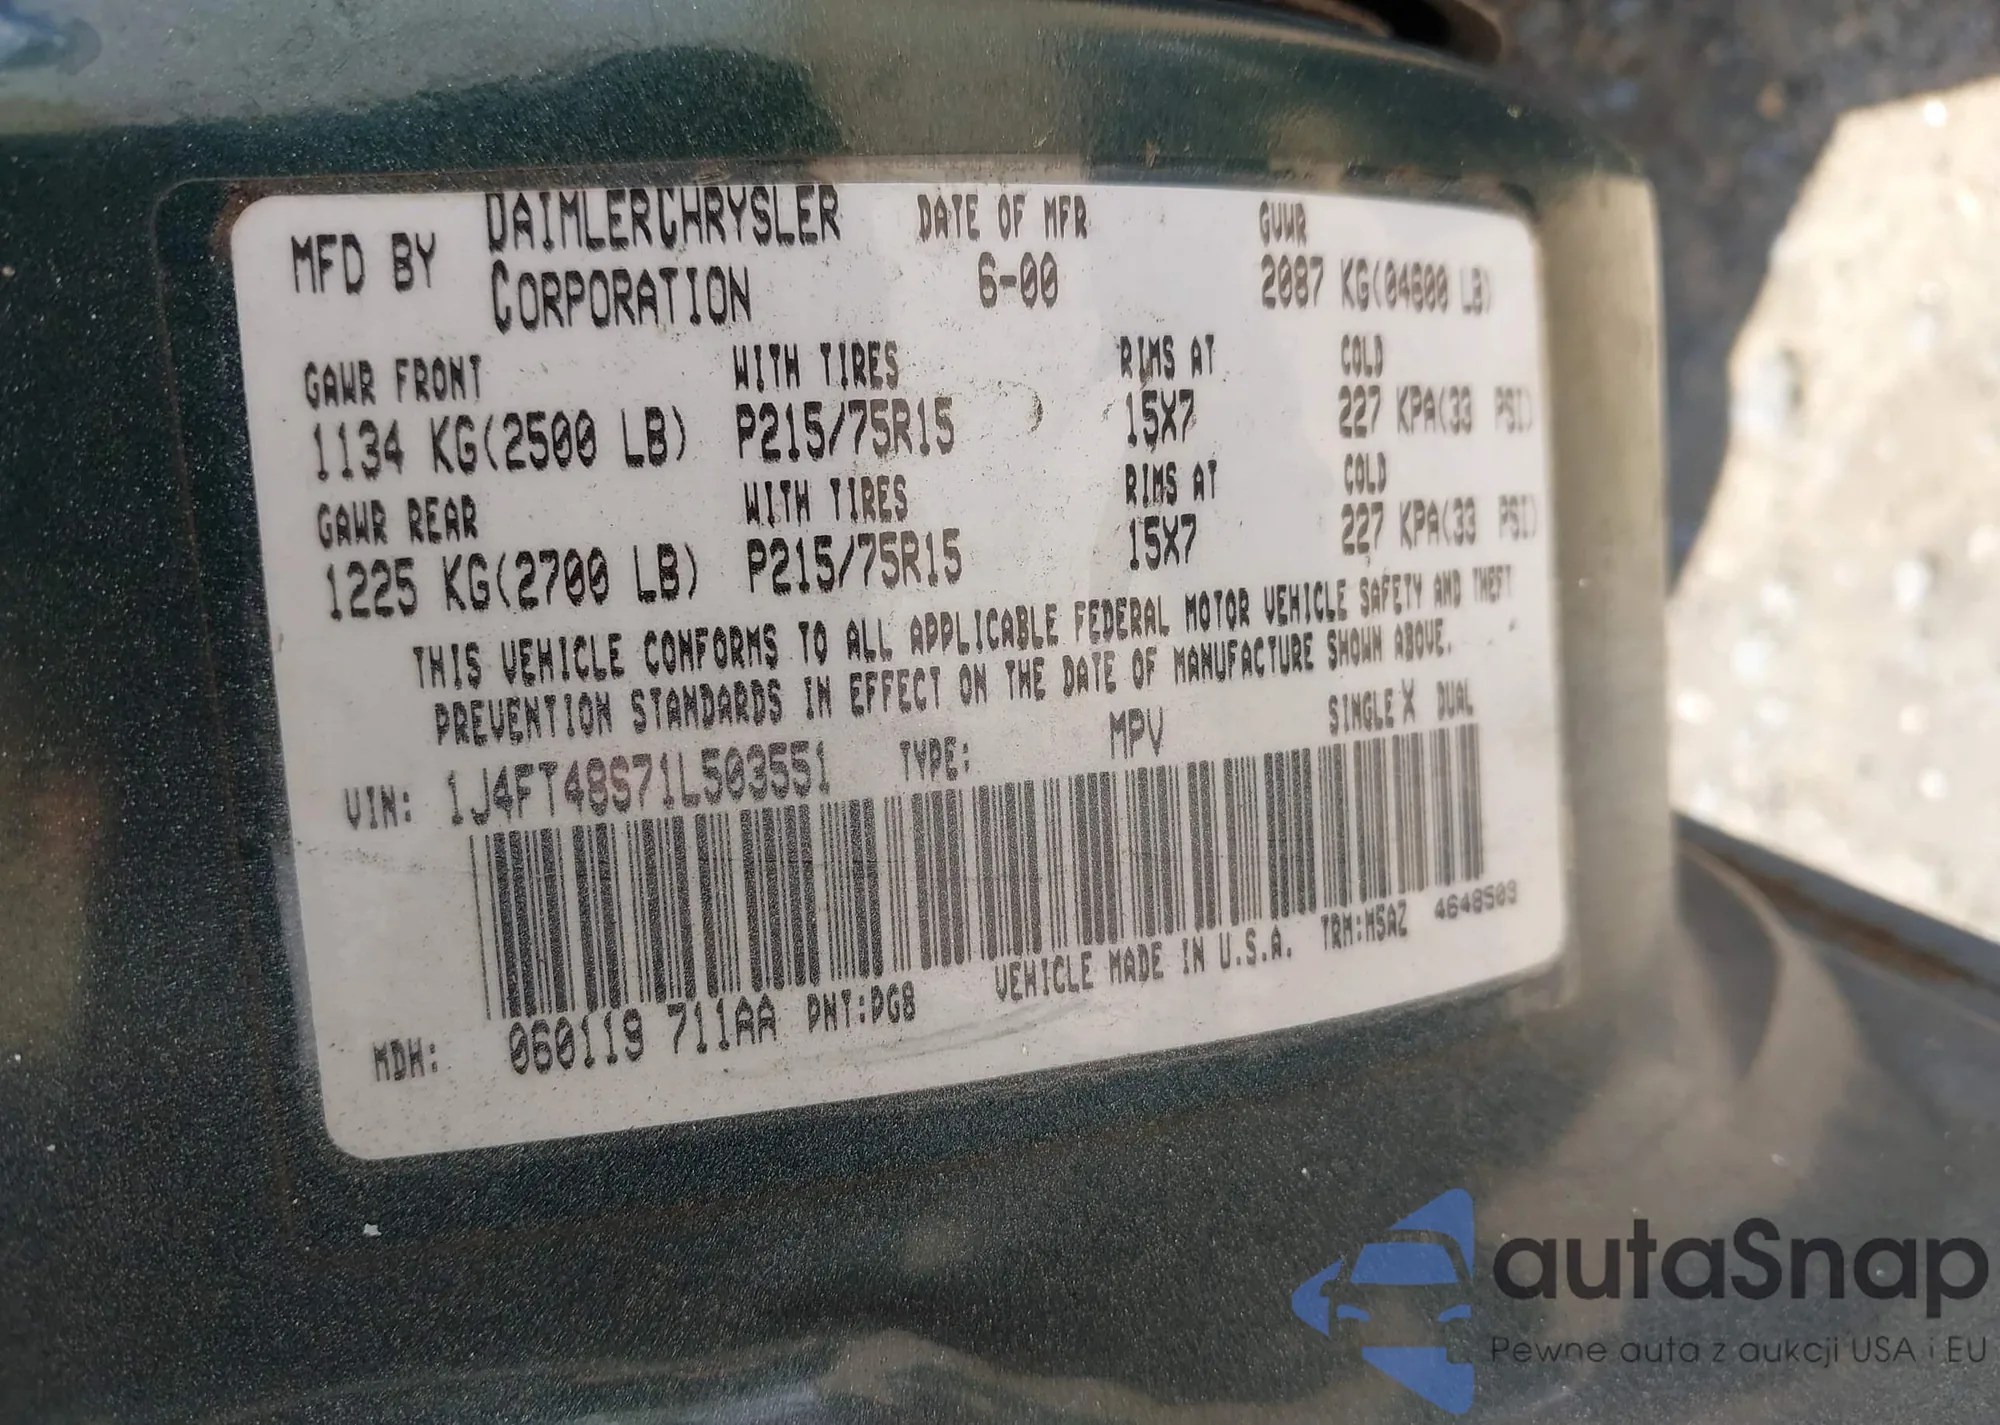 MFD BY DAIMLERCHRYSLER CORPORATION DATE OF MFR 6-00 GVWR 2087 KG(04600 LB)
GAWR FRONT WITH TIRES RIMS AT COLD
1134 KG(2500 LB) P215/75R15 15X7 227 KPA(33 PSI)
GAWR REAR WITH TIRES RIMS AT COLD
1225 KG(2700 LB) P215/75R15 15X7 227 KPA(33 PSI)
THIS VEHICLE CONFORMS TO ALL APPLICABLE FEDERAL MOTOR VEHICLE SAFETY AND THEFT
PREVENTION STANDARDS IN EFFECT ON THE DATE OF MANUFACTURE SHOWN ABOVE.
VIN: 1J4FT48S71L503551 TYPE: MPV SINGLE X DUAL
MDH: 060119 711AA PNT:PG8 VEHICLE MADE IN U.S.A. TRM:M5AZ 4648503
autaSnap
Pewne auta z aukcji USA i EU